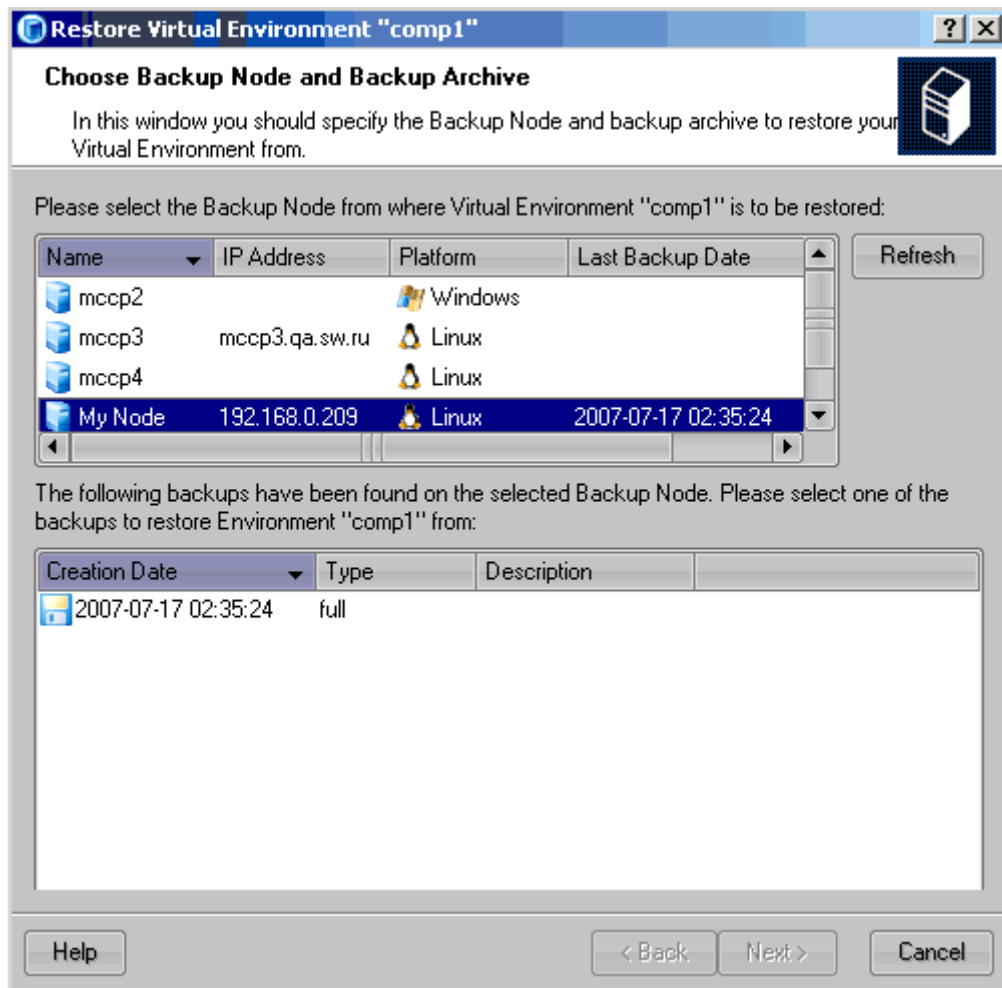 Restore Virtual Environment "comp1"
Choose Backup Node and Backup Archive
In this window you should specify the Backup Node and backup archive to restore your
Virtual Environment from.
Please select the Backup Node from where Virtual Environment "comp1" is to be restored:
Name IP Address Platform Last Backup Date
Refresh
mccp2 Windows
mccp3 mccp3.qa.sw.ru Linux
mccp4 Linux
My Node 192.168.0.209 Linux 2007-07-17 02:35:24
The following backups have been found on the selected Backup Node. Please select one of the
backups to restore Environment "comp1" from:
Creation Date Type Description
2007-07-17 02:35:24 full
Help < Back Next > Cancel